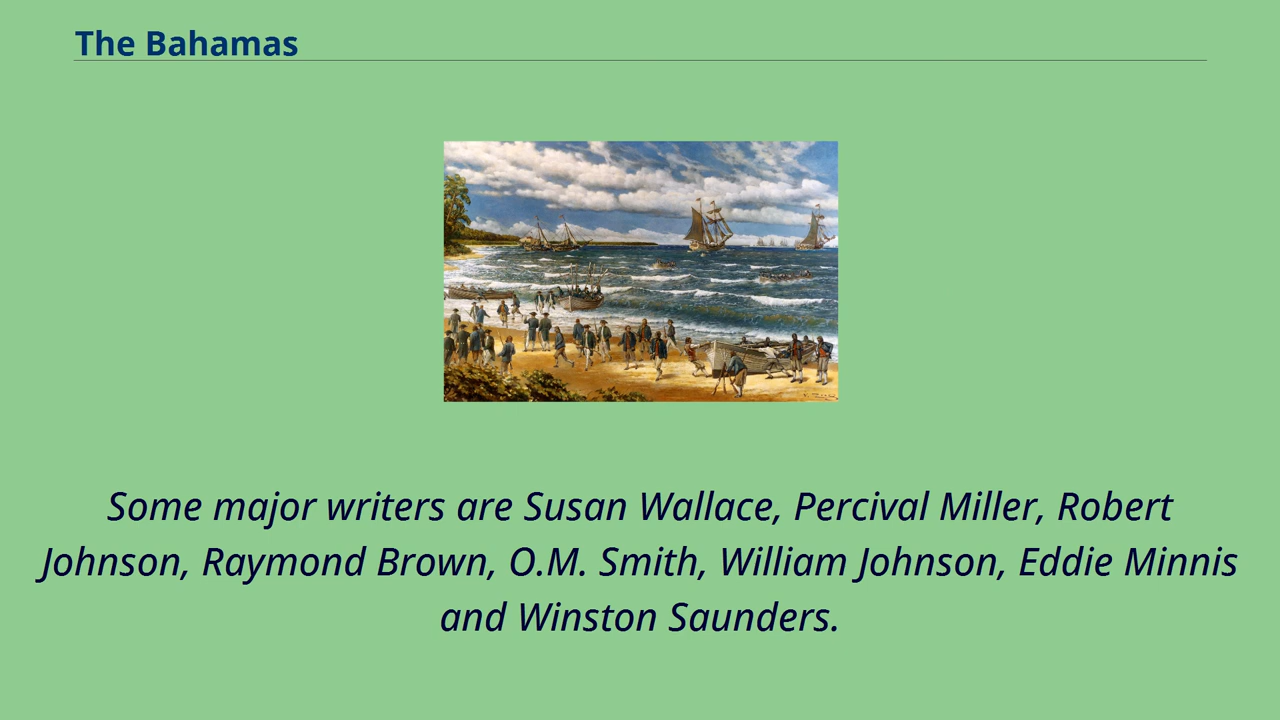 The Bahamas
Some major writers are Susan Wallace, Percival Miller, Robert
Johnson, Raymond Brown, O.M. Smith, William Johnson, Eddie Minnis
and Winston Saunders.